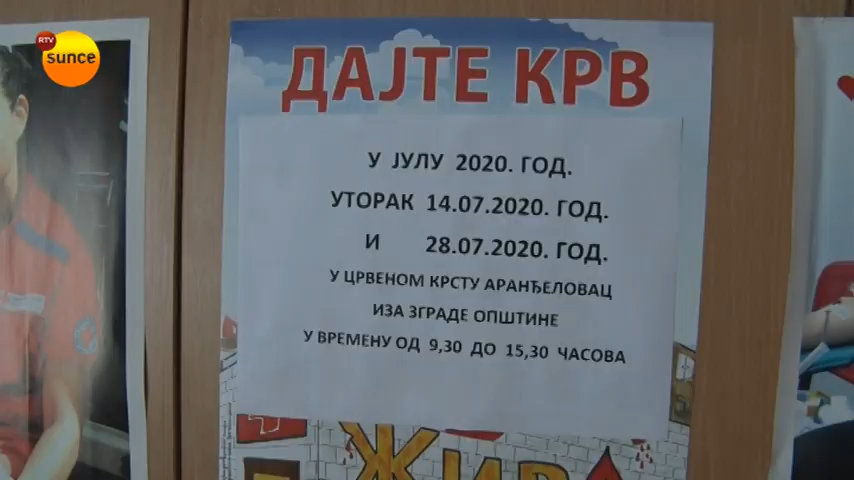 RTV
sunce
ДАЈТЕ КРВ
У ЈУЛУ 2020. ГОД.
УТОРАК 14.07.2020. ГОД.
И 28.07.2020. ГОД.
У ЦРВЕНОМ КРСТУ АРАНЂЕЛОВАЦ
ИЗА ЗГРАДЕ ОПШТИНЕ
У ВРЕМЕНУ ОД 9,30 ДО 15,30 ЧАСОВА